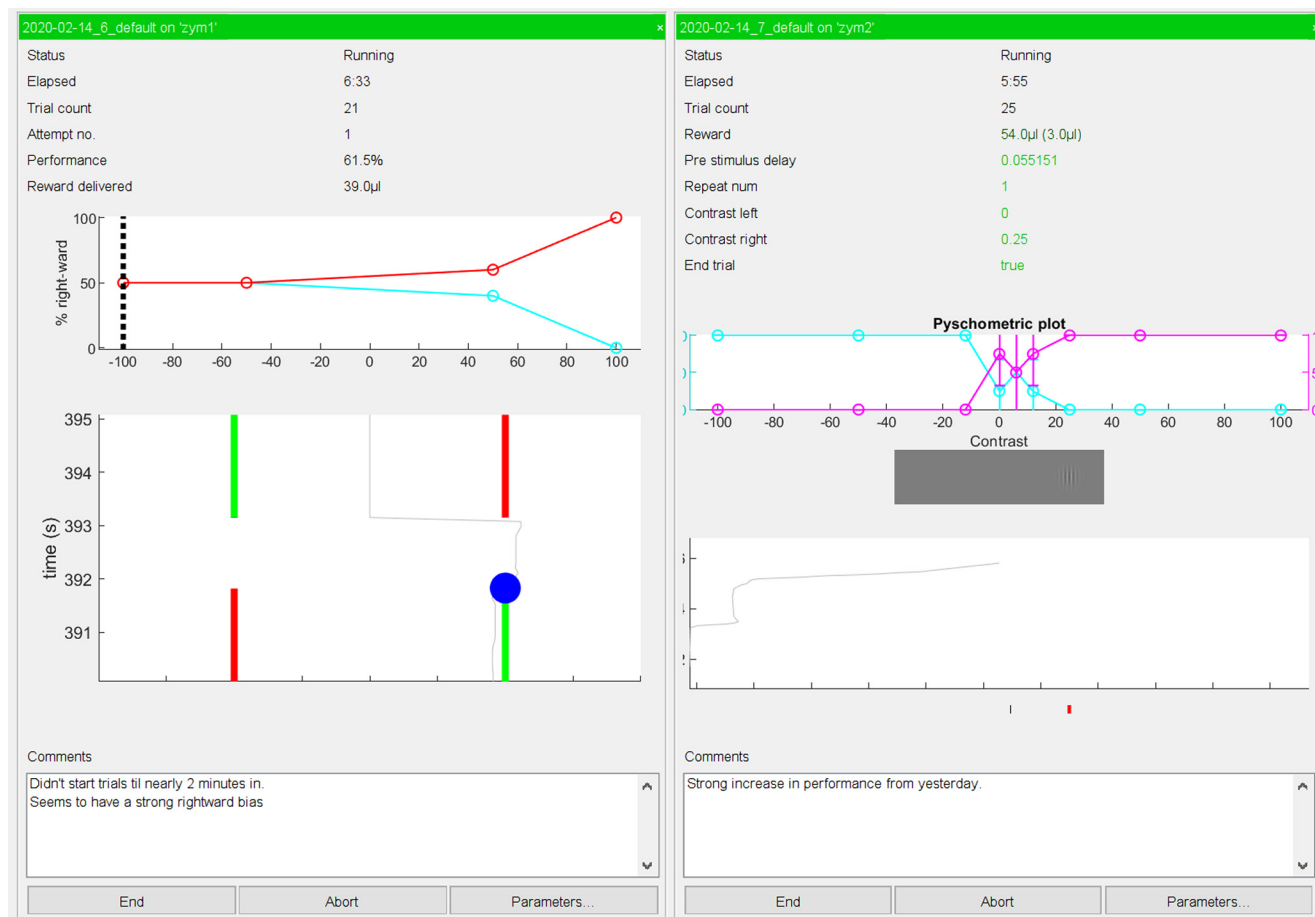 2020-02-14_6_default on 'zym1' ×
Status Running
Elapsed 6:33
Trial count 21
Attempt no. 1
Performance 61.5%
Reward delivered 39.0µl
% right-ward
100
50
0
-100 -80 -60 -40 -20 0 20 40 60 80 100
time (s)
395
394
393
392
391
Comments
Didn't start trials til nearly 2 minutes in.
Seems to have a strong rightward bias
End Abort Parameters...
2020-02-14_7_default on 'zym2'
Status Running
Elapsed 5:55
Trial count 25
Reward 54.0µl (3.0µl)
Pre stimulus delay 0.055151
Repeat num 1
Contrast left 0
Contrast right 0.25
End trial true
Pyschometric plot
-100 -80 -60 -40 -20 0 20 40 60 80 100
Contrast
Comments
Strong increase in performance from yesterday.
End Abort Parameters...